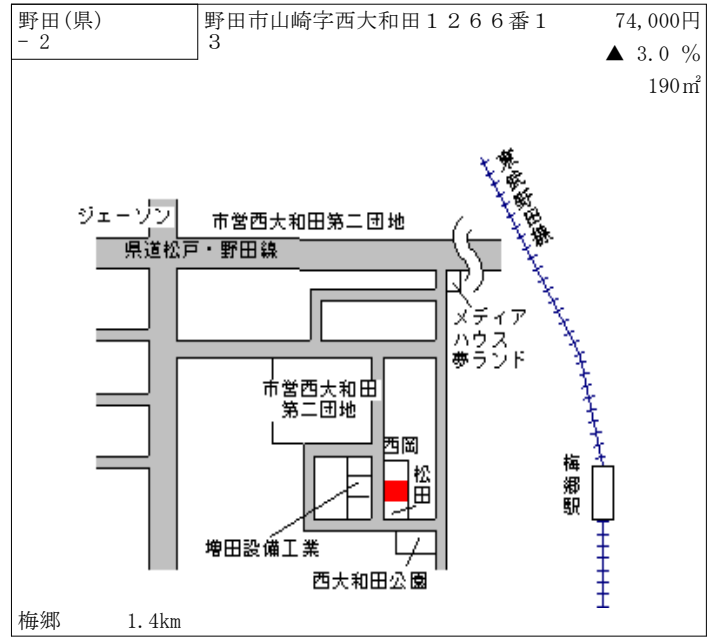 野田(県)
- 2
野田市山崎字西大和田１２６６番１
３
74,000円
▲ 3.0 %
190㎡
東武野田線
ジェーソン
市営西大和田第二団地
県道松戸・野田線
メディア
ハウス
夢ランド
市営西大和田
第二団地
西岡
松田
梅郷駅
増田設備工業
西大和田公園
梅郷 1.4km